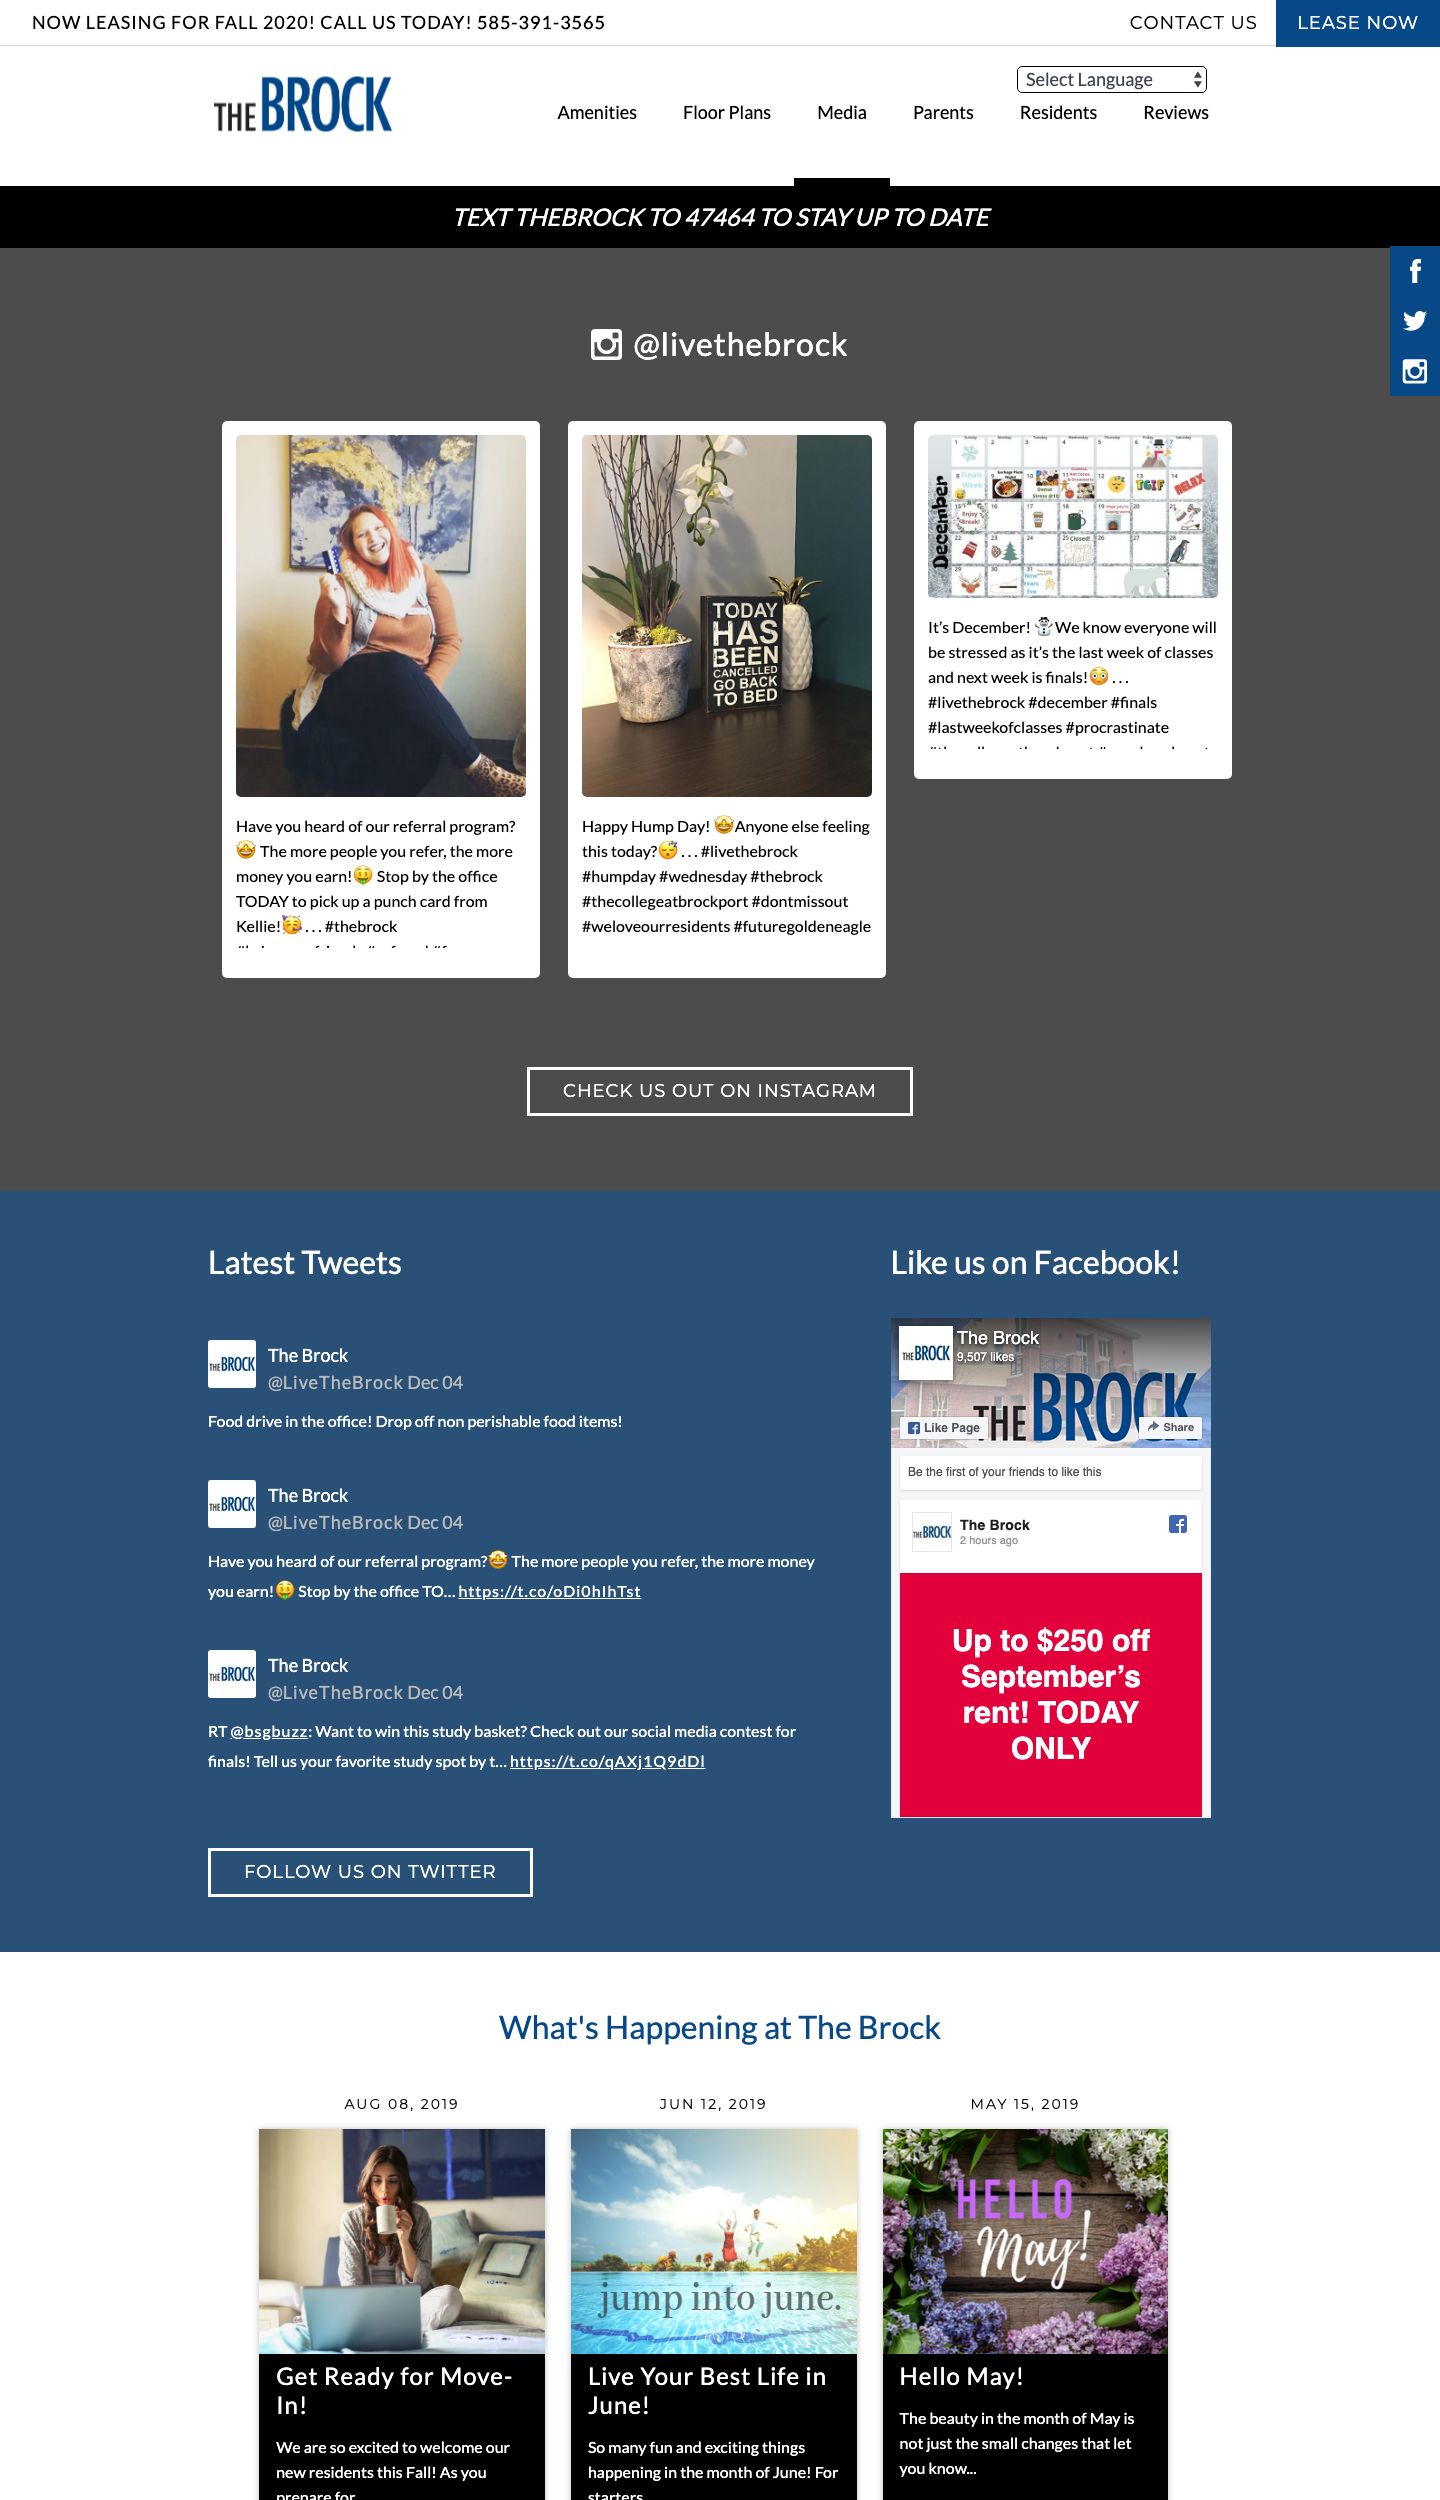 NOW LEASING FOR FALL 2020! CALL US TODAY! 585-391-3565
CONTACT US
LEASE NOW
THE BROCK
Select Language
Amenities
Floor Plans
Media
Parents
Residents
Reviews
TEXT THEBROCK TO 47464 TO STAY UP TO DATE
@livethebrock
Have you heard of our referral program?
🤩 The more people you refer, the more
money you earn!🤑 Stop by the office
TODAY to pick up a punch card from
Kellie!🥳 . . . #thebrock
TODAY
HAS
BEEN
CANCELLED
GO BACK
TO BED
Happy Hump Day! 🤩Anyone else feeling
this today?😴 . . . #livethebrock
#humpday #wednesday #thebrock
#thecollegeatbrockport #dontmissout
#weloveourresidents #futuregoldeneagle
December
It’s December! ☃️We know everyone will
be stressed as it’s the last week of classes
and next week is finals!😳 . . .
#livethebrock #december #finals
#lastweekofclasses #procrastinate
CHECK US OUT ON INSTAGRAM
Latest Tweets
THE BROCK
The Brock
@LiveTheBrock Dec 04
Food drive in the office! Drop off non perishable food items!
THE BROCK
The Brock
@LiveTheBrock Dec 04
Have you heard of our referral program?🤩 The more people you refer, the more money
you earn!🤑 Stop by the office TO… https://t.co/oDi0hIhTst
THE BROCK
The Brock
@LiveTheBrock Dec 04
RT @bsgbuzz: Want to win this study basket? Check out our social media contest for
finals! Tell us your favorite study spot by t… https://t.co/qAXj1Q9dDl
FOLLOW US ON TWITTER
Like us on Facebook!
THE BROCK
The Brock
9,507 likes
THE BROCK
Like Page
Share
Be the first of your friends to like this
THE BROCK
The Brock
2 hours ago
Up to $250 off
September’s
rent! TODAY
ONLY
What's Happening at The Brock
AUG 08, 2019
Get Ready for Move-
In!
We are so excited to welcome our
new residents this Fall! As you
prepare for
JUN 12, 2019
jump into june.
Live Your Best Life in
June!
So many fun and exciting things
happening in the month of June! For
starters
MAY 15, 2019
HELLO
May!
Hello May!
The beauty in the month of May is
not just the small changes that let
you know...